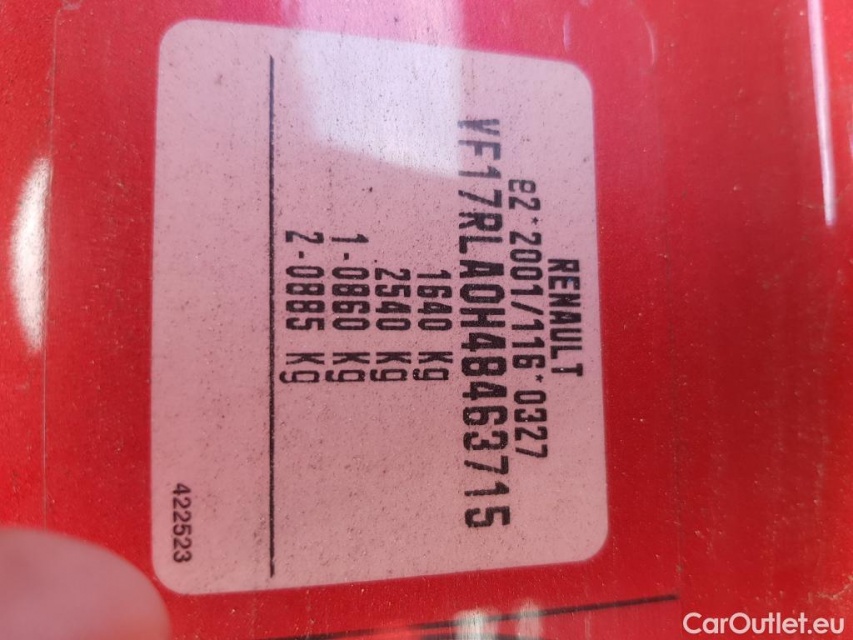 RENAULT
e2*2001/116*0327
VF17RLA0H48463715
1640 kg
2540 kg
1-0860 kg
2-0885 kg
422523
CarOutlet.eu